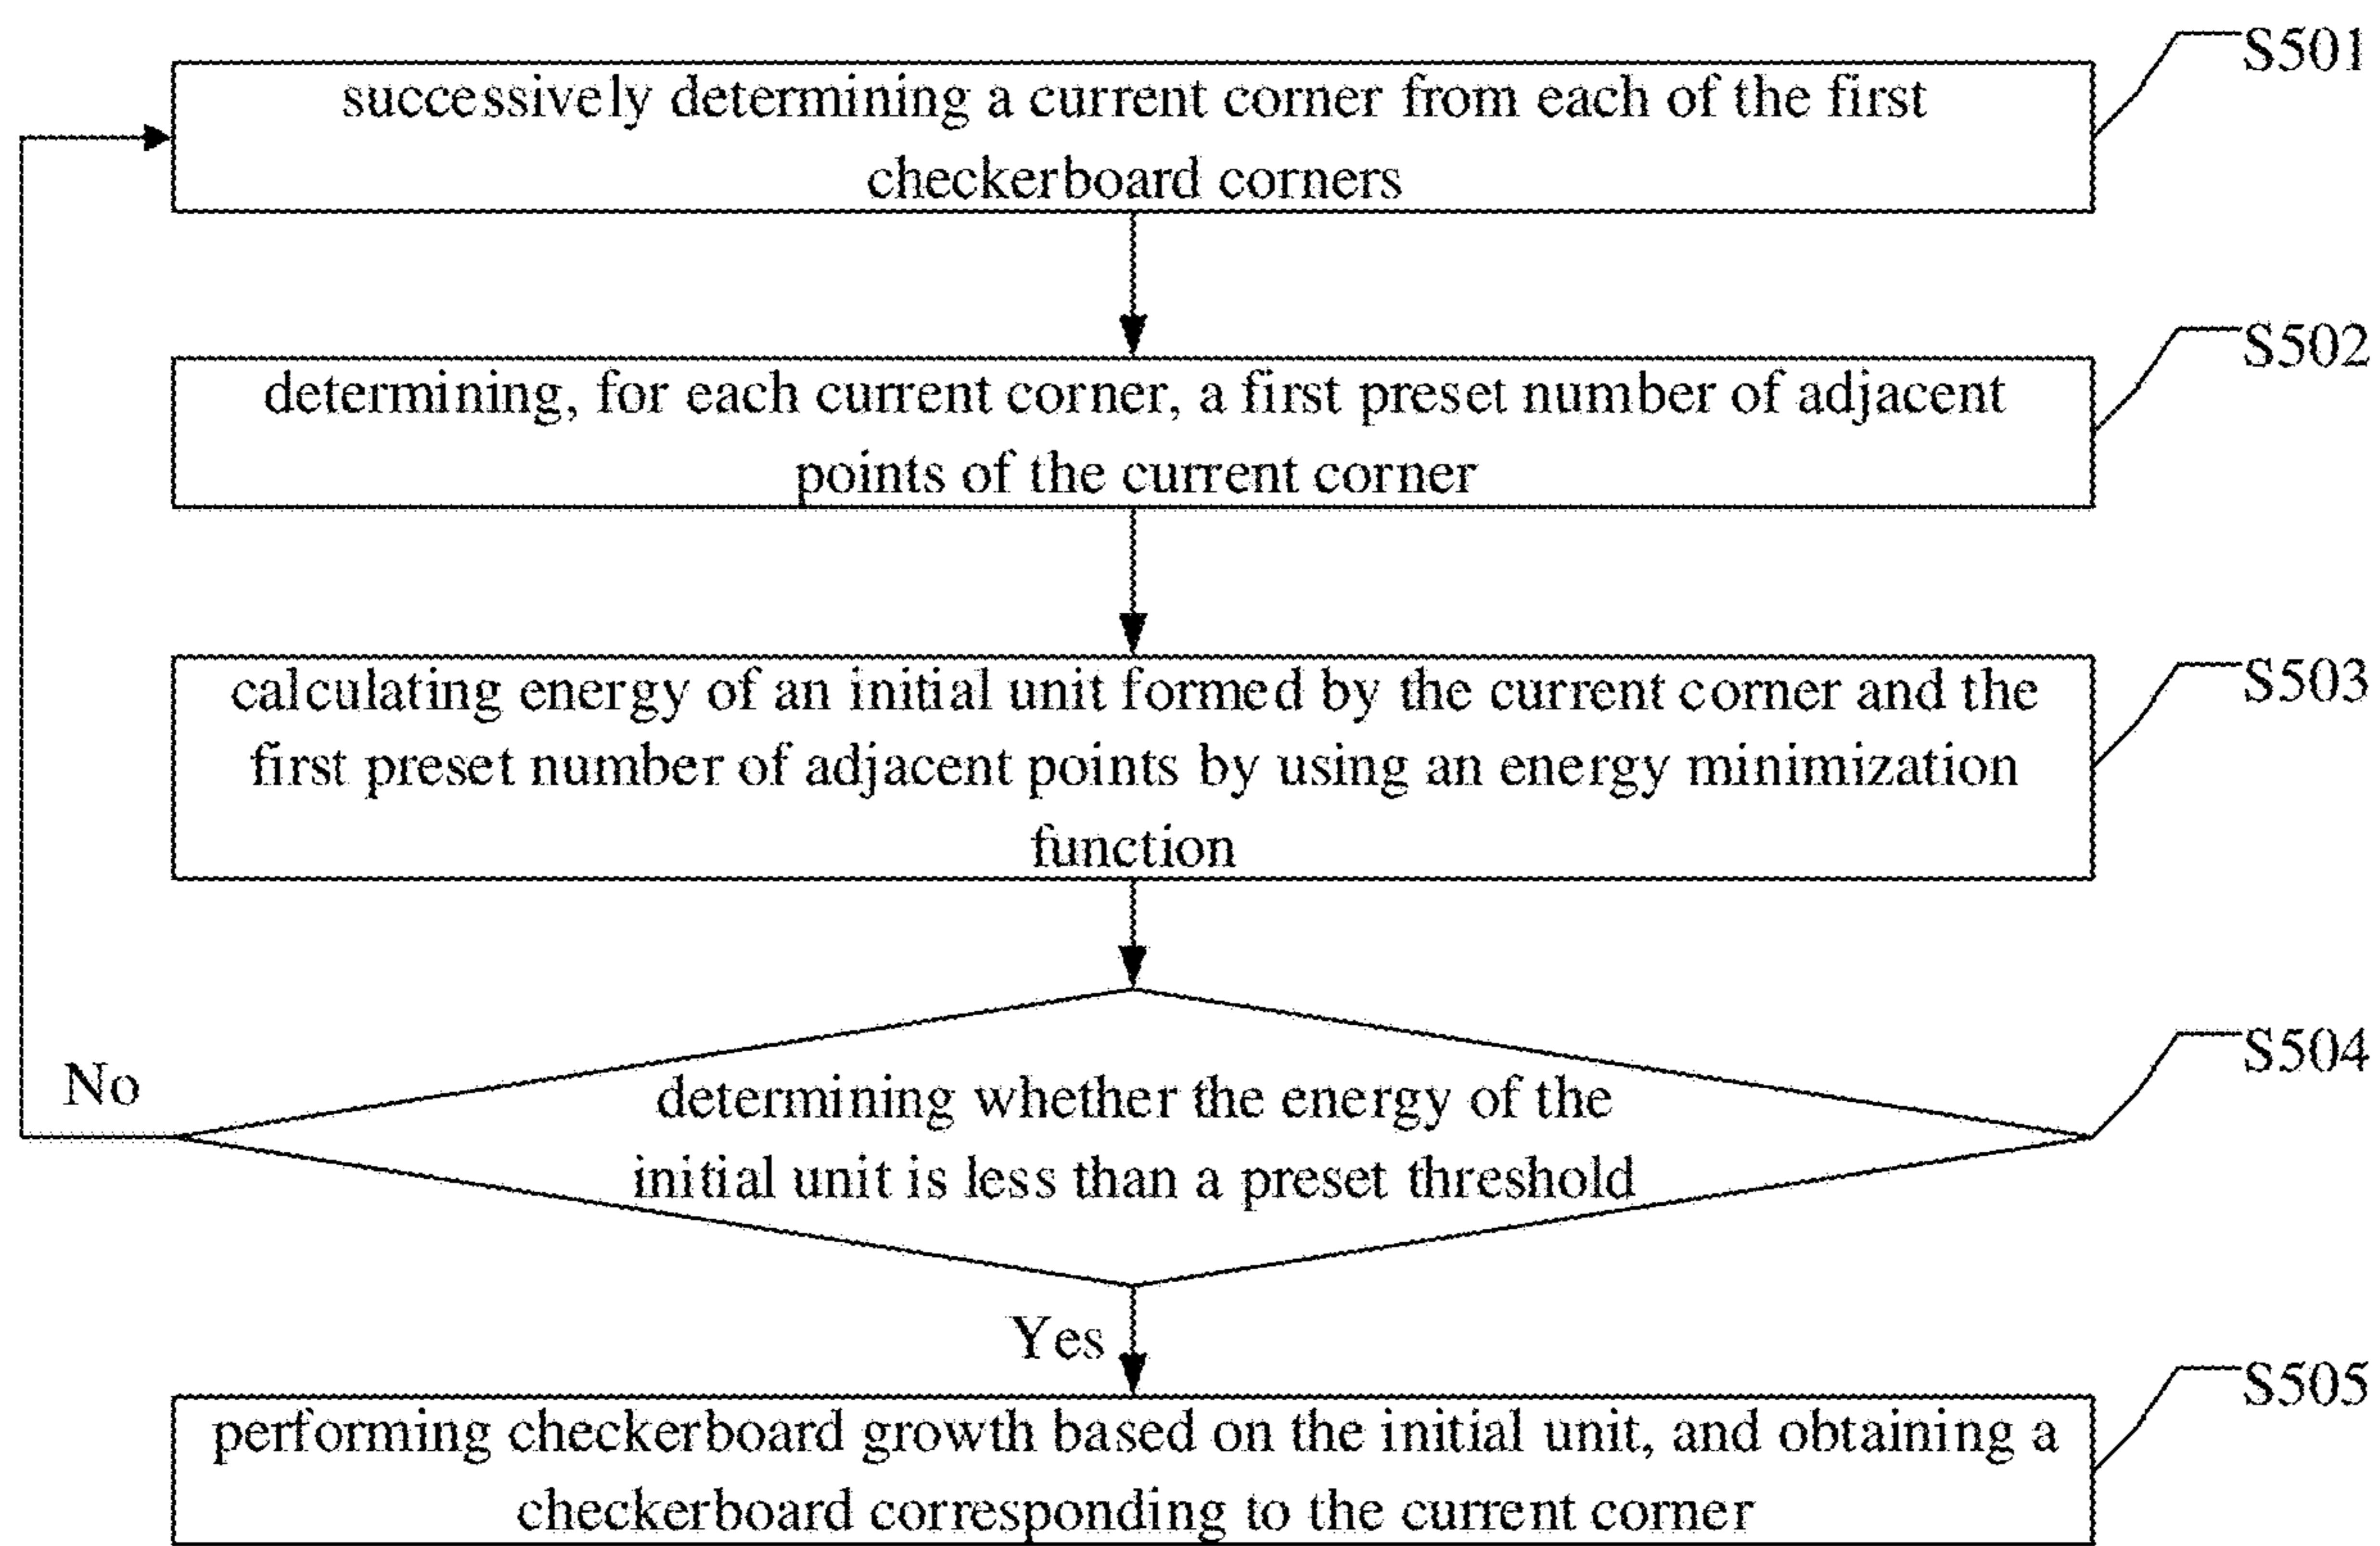 S501
successively determining a current corner from each of the first
checkerboard corners
S502
determining, for each current corner, a first preset number of adjacent
points of the current corner
S503
calculating energy of an initial unit formed by the current corner and the
first preset number of adjacent points by using an energy minimization
function
S504
No
determining whether the energy of the
initial unit is less than a preset threshold
Yes
S505
performing checkerboard growth based on the initial unit, and obtaining a
checkerboard corresponding to the current corner